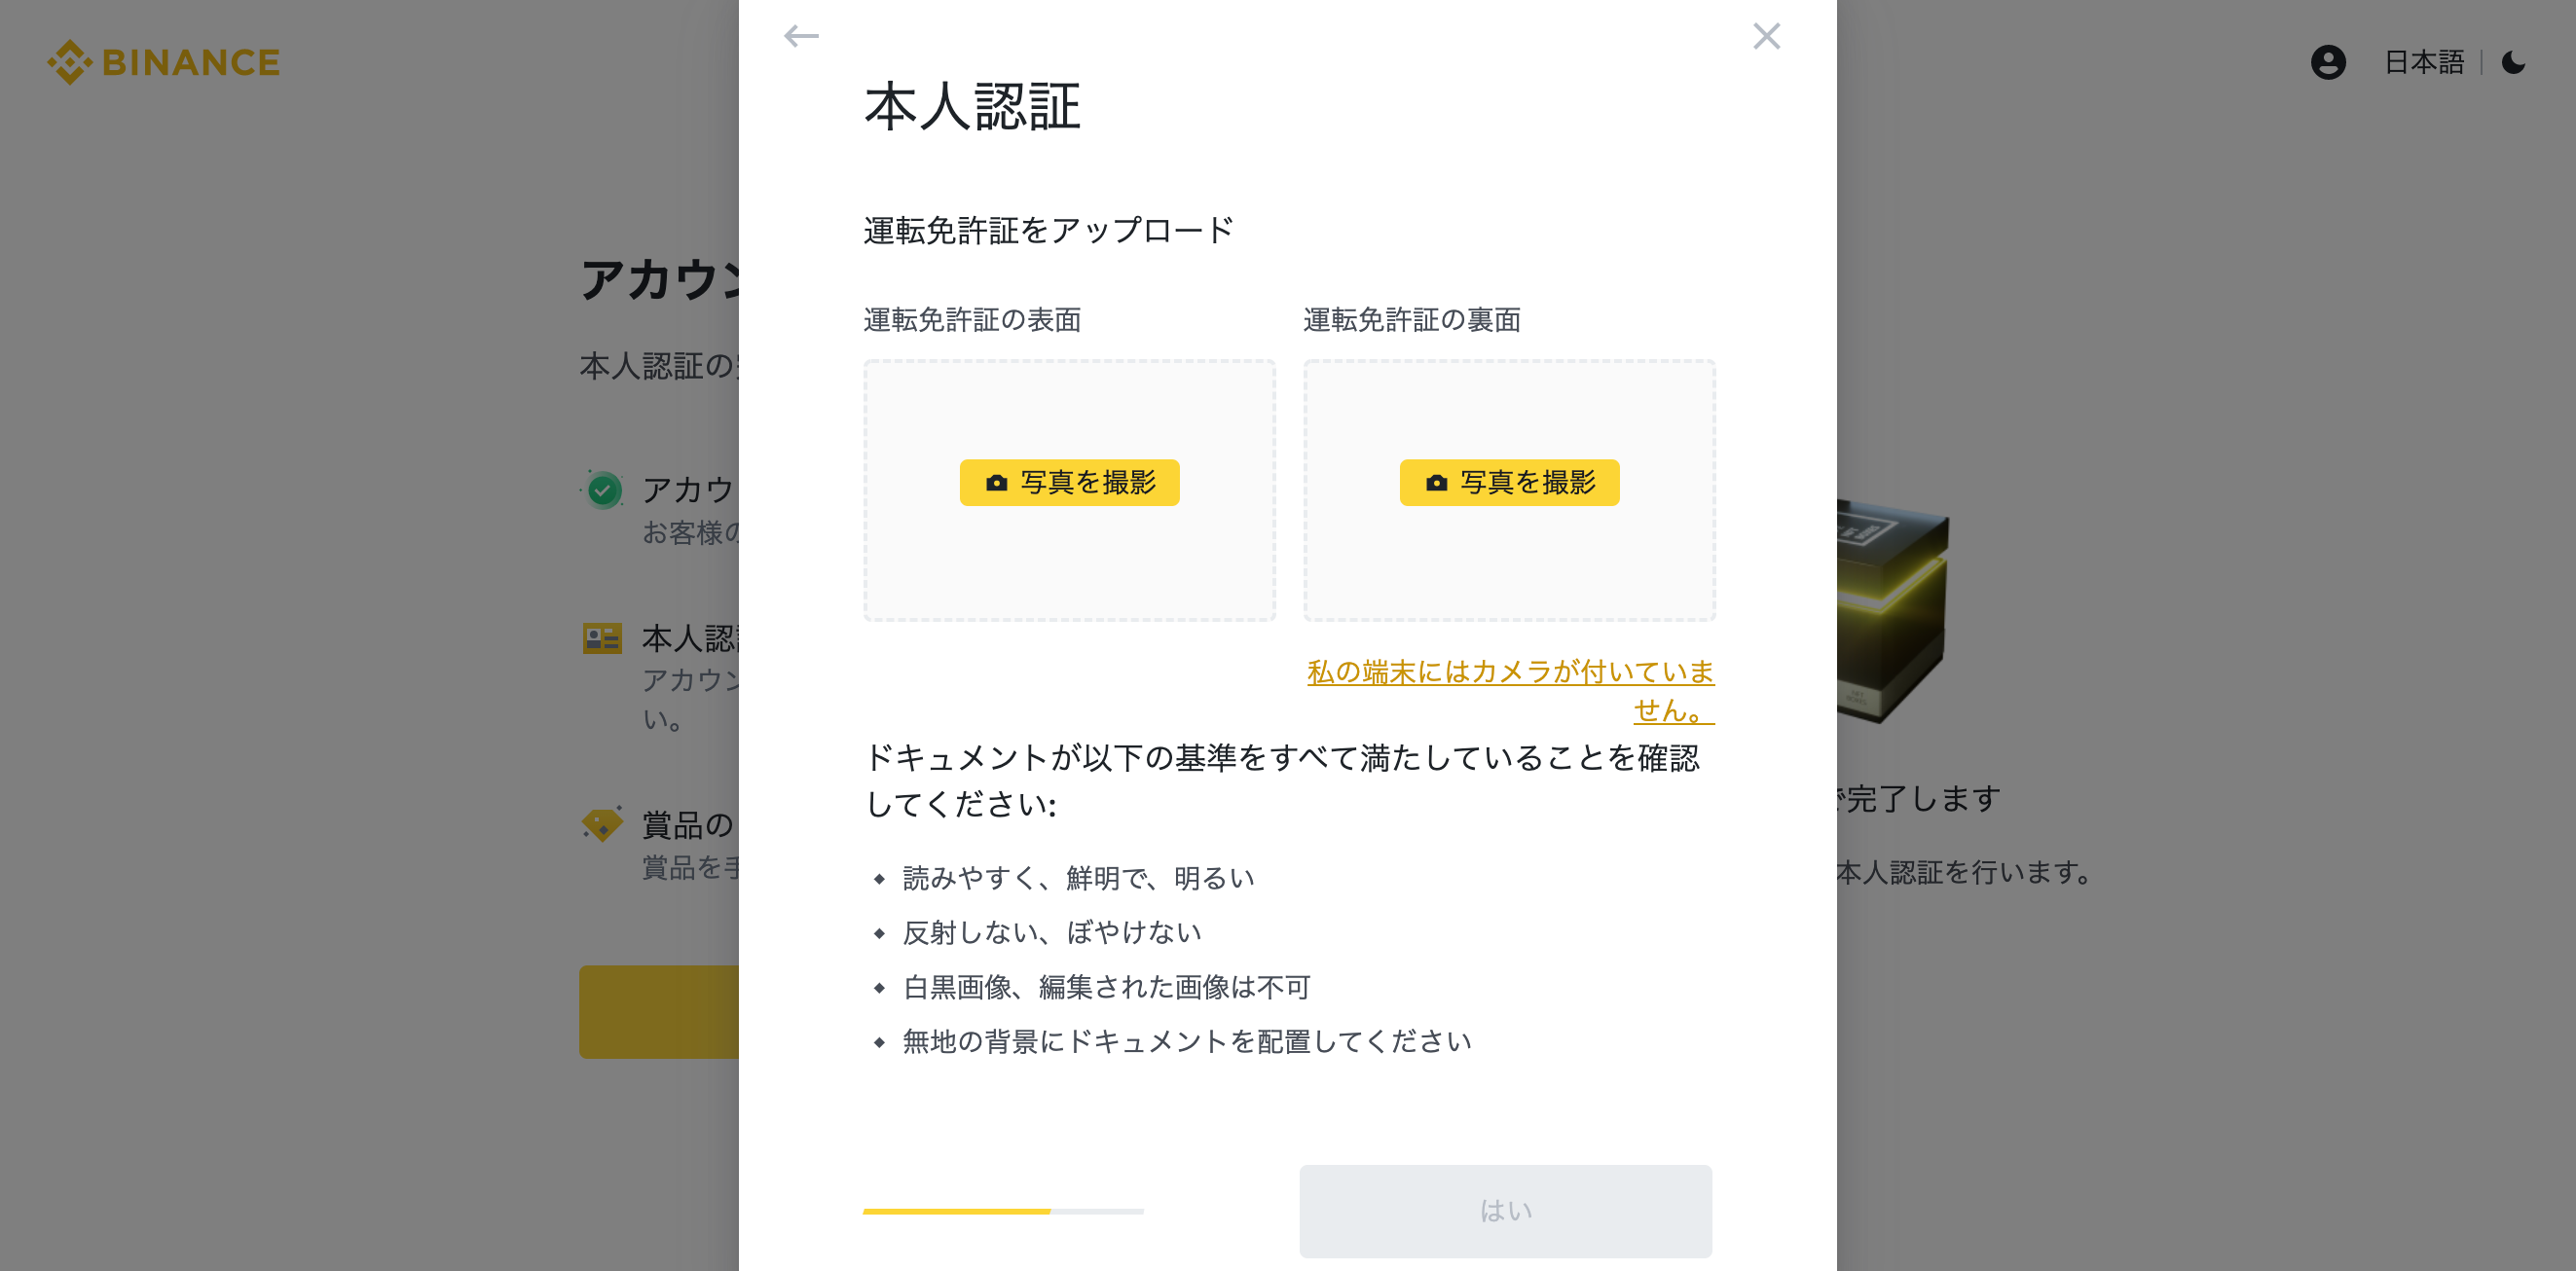 BINANCE
日本語
本人認証
運転免許証をアップロード
運転免許証の表面
運転免許証の裏面
写真を撮影
写真を撮影
私の端末にはカメラが付いていま
せん。
ドキュメントが以下の基準をすべて満たしていることを確認
してください:
読みやすく、鮮明で、明るい
反射しない、ぼやけない
白黒画像、編集された画像は不可
無地の背景にドキュメントを配置してください
はい
アカウン
本人認証の
アカウ
お客様の
本人認
アカウン
い。
賞品の
賞品を手
で完了します
本人認証を行います。